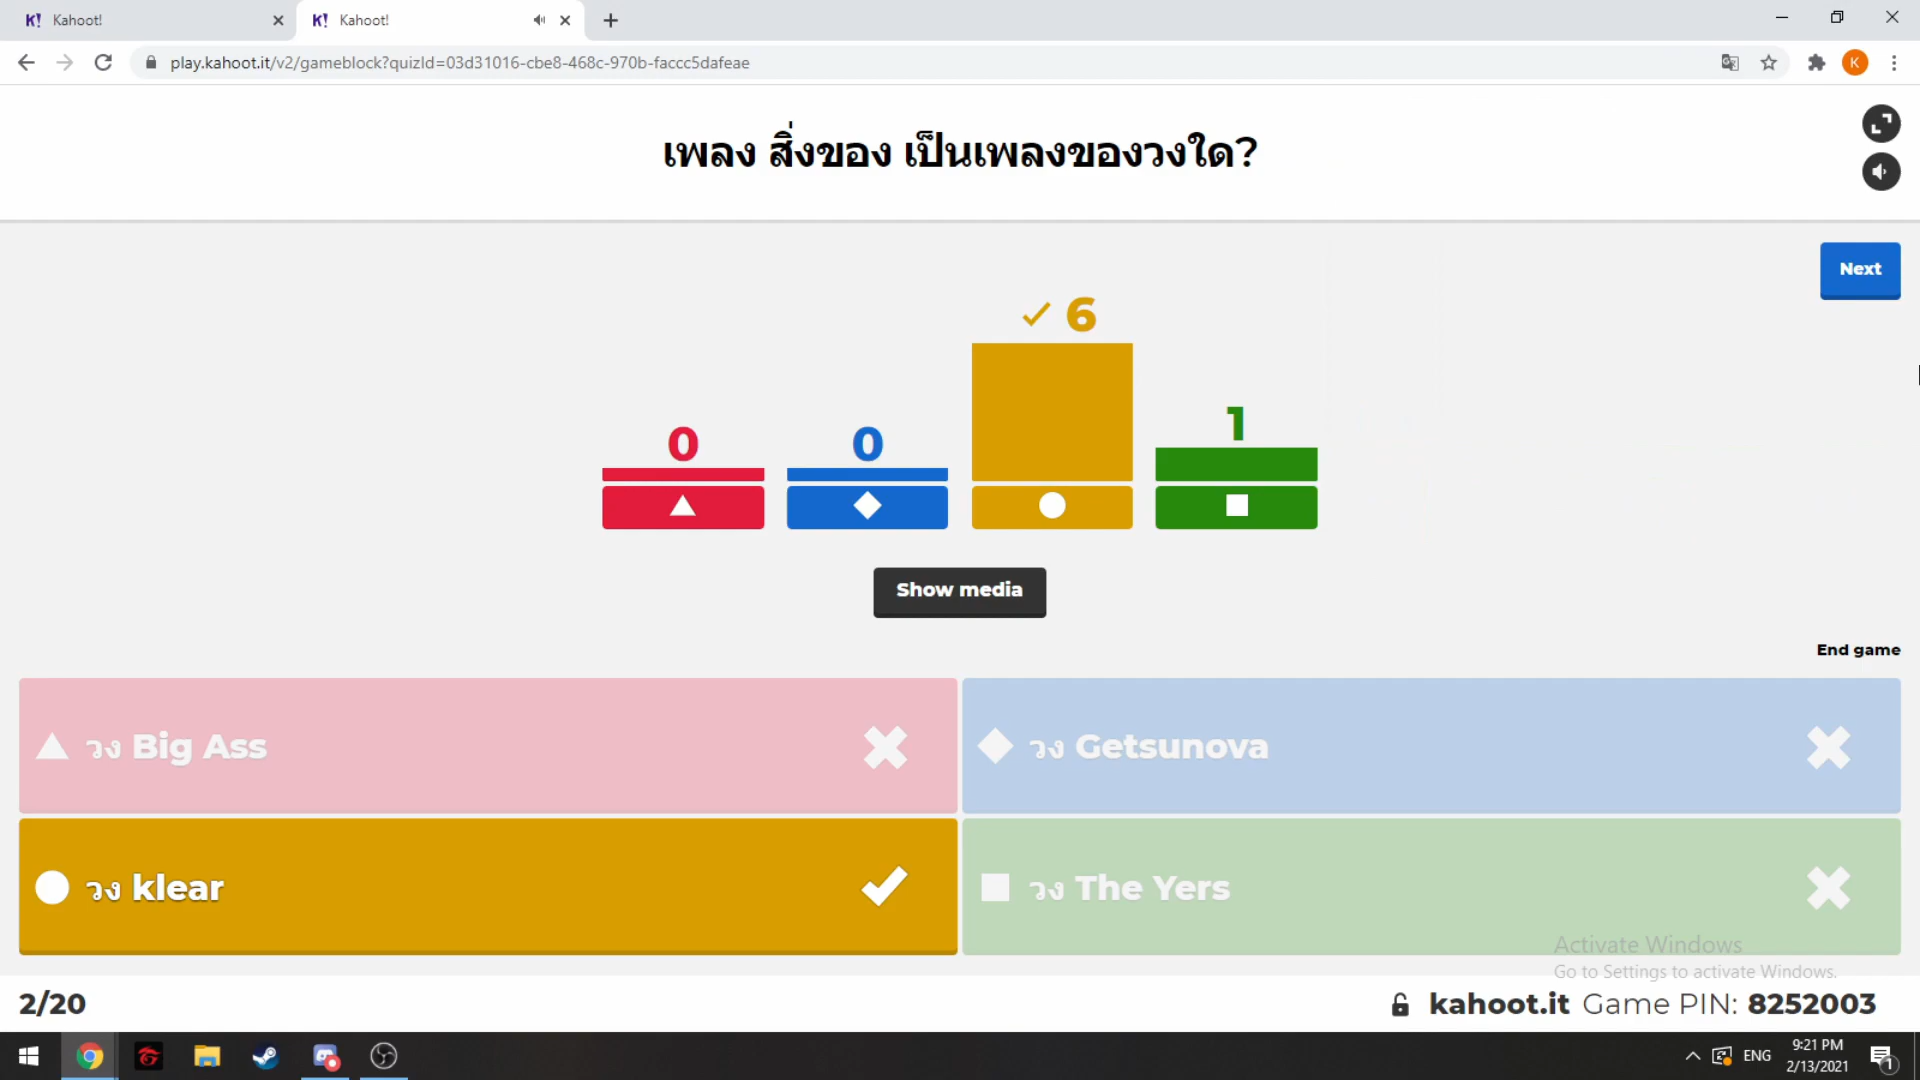 K! Kahoot!
K! Kahoot!
play.kahoot.it/v2/gameblock?quizId=03d31016-cbe8-468c-970b-faccc5dafeae
K
เพลง สิ่งของ เป็นเพลงของวงใด?
Next
6
1
0
0
Show media
End game
วง Big Ass
วง Getsunova
วง klear
วง The Yers
Activate Windows
Go to Settings to activate Windows.
2/20
kahoot.it Game PIN: 8252003
9:21 PM
ENG
2/13/2021
1